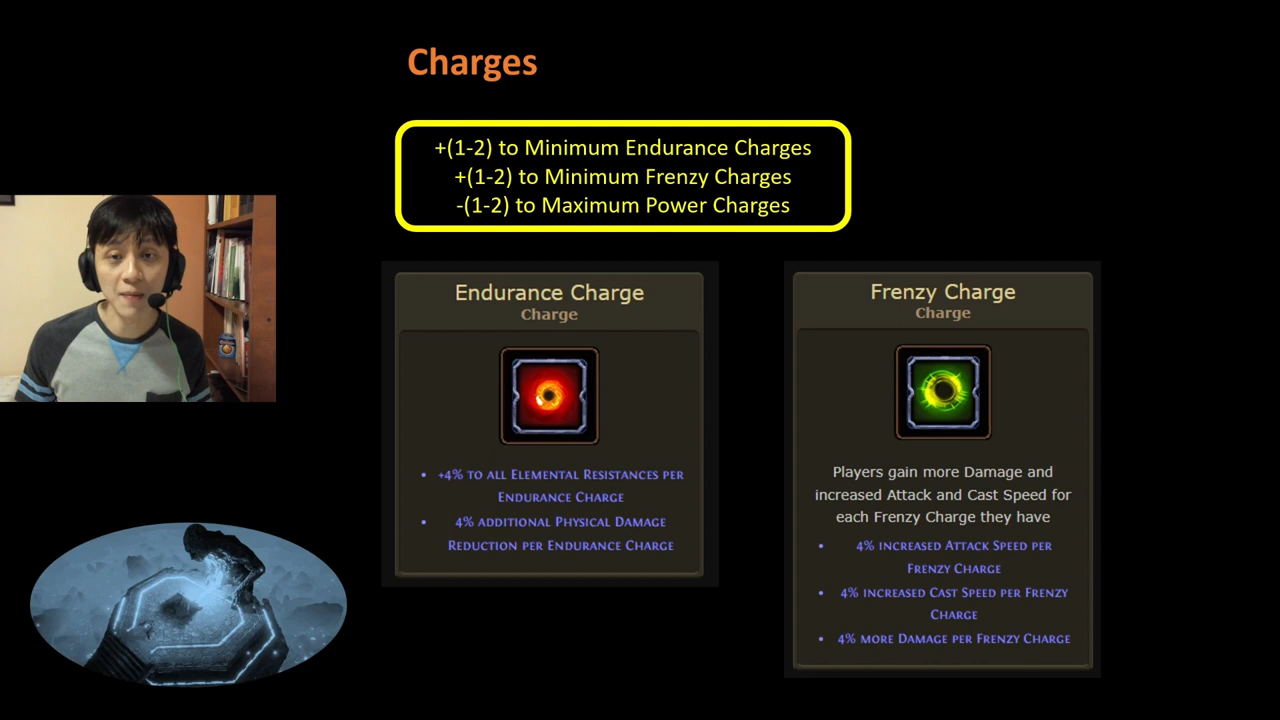 Charges
+(1-2) to Minimum Endurance Charges
+(1-2) to Minimum Frenzy Charges
-(1-2) to Maximum Power Charges
Endurance Charge
Charge
• +4% to all Elemental Resistances per
Endurance Charge
• 4% additional Physical Damage
Reduction per Endurance Charge
Frenzy Charge
Charge
Players gain more Damage and
increased Attack and Cast Speed for
each Frenzy Charge they have
• 4% increased Attack Speed per
Frenzy Charge
• 4% increased Cast Speed per Frenzy
Charge
• 4% more Damage per Frenzy Charge